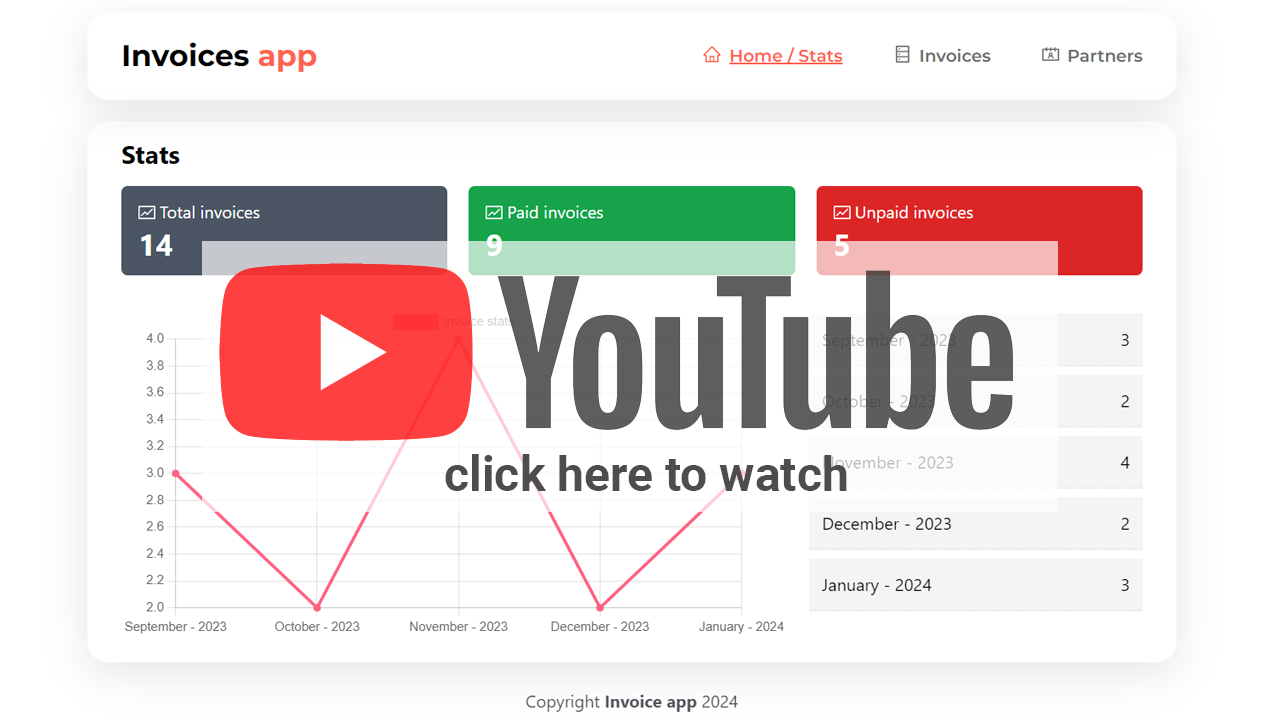 Invoices app
Home / Stats
Invoices
Partners
Stats
Total invoices
14
Paid invoices
9
Unpaid invoices
5
YouTube
click here to watch
Invoice stats
4.0
3.8
3.6
3.4
3.2
3.0
2.8
2.6
2.4
2.2
2.0
September - 2023
October - 2023
November - 2023
December - 2023
January - 2024
September - 2023 3
October - 2023 2
November - 2023 4
December - 2023 2
January - 2024 3
Copyright Invoice app 2024